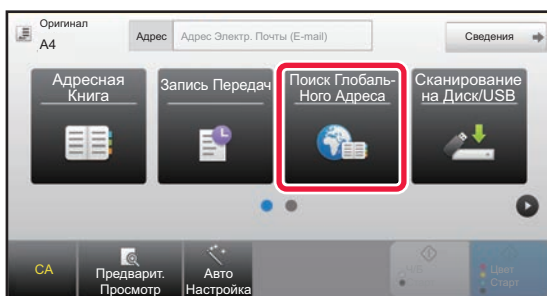 Оригинал
A4
Адрес
Адрес Электр. Почты (E-mail)
Сведения
Адресная
Книга
Запись Передач
Поиск Глобаль-
Ного Адреса
Сканирование
на Диск/USB
CA
Предварит.
Просмотр
Авто
Настройка
Ч/Б
Старт
Цвет
Старт